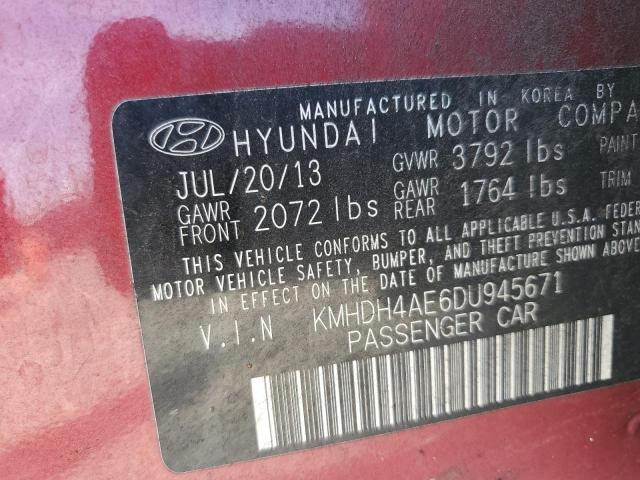 MANUFACTURED IN KOREA BY
HYUNDAI MOTOR COMPA
JUL/20/13 GVWR 3792 lbs PAINT
GAWR FRONT 2072 lbs GAWR REAR 1764 lbs TRIM
THIS VEHICLE CONFORMS TO ALL APPLICABLE U.S.A. FEDER
MOTOR VEHICLE SAFETY, BUMPER, AND THEFT PREVENTION STAN
IN EFFECT ON THE DATE OF MANUFACTURE SHOWN ABOVE
V.I.N KMHDH4AE6DU945671
PASSENGER CAR